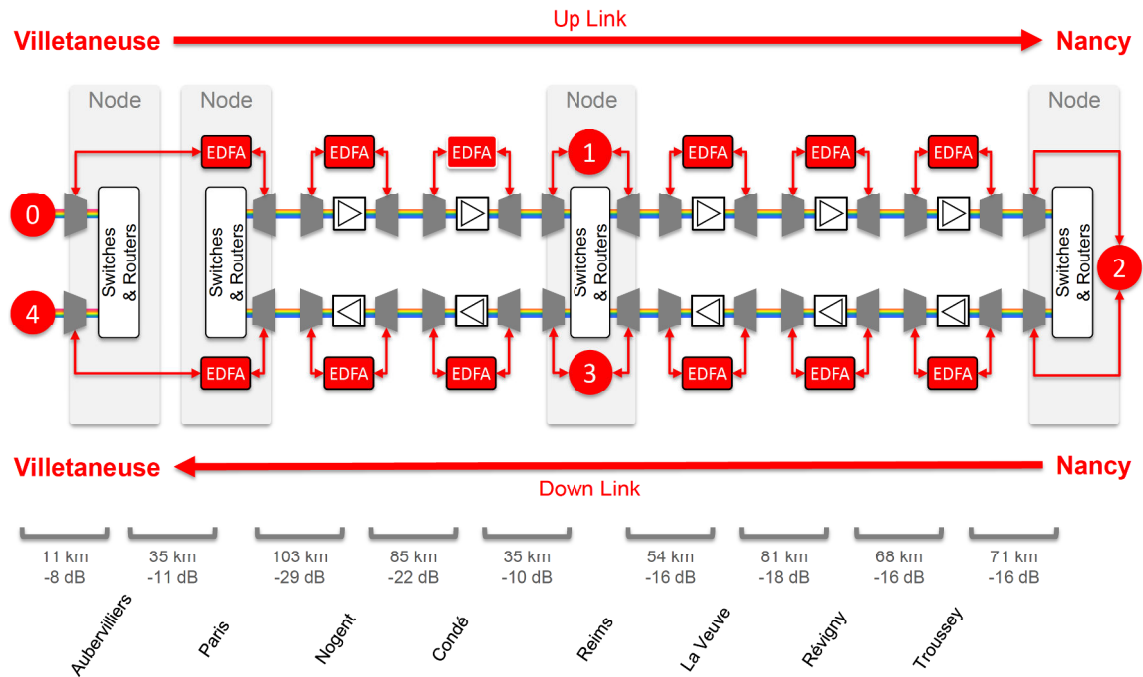 Up Link
Villetaneuse
Nancy
Node
Node
Node
Node
EDFA
EDFA
EDFA
1
EDFA
EDFA
EDFA
0
Switches
& Routers
Switches
& Routers
Switches
& Routers
Switches
& Routers
2
4
EDFA
EDFA
EDFA
3
EDFA
EDFA
EDFA
Villetaneuse
Nancy
Down Link
11 km
35 km
103 km
85 km
35 km
54 km
81 km
68 km
71 km
-8 dB
-11 dB
-29 dB
-22 dB
-10 dB
-16 dB
-18 dB
-16 dB
-16 dB
Aubervilliers
Paris
Nogent
Condé
Reims
La Veuve
Révigny
Troussey